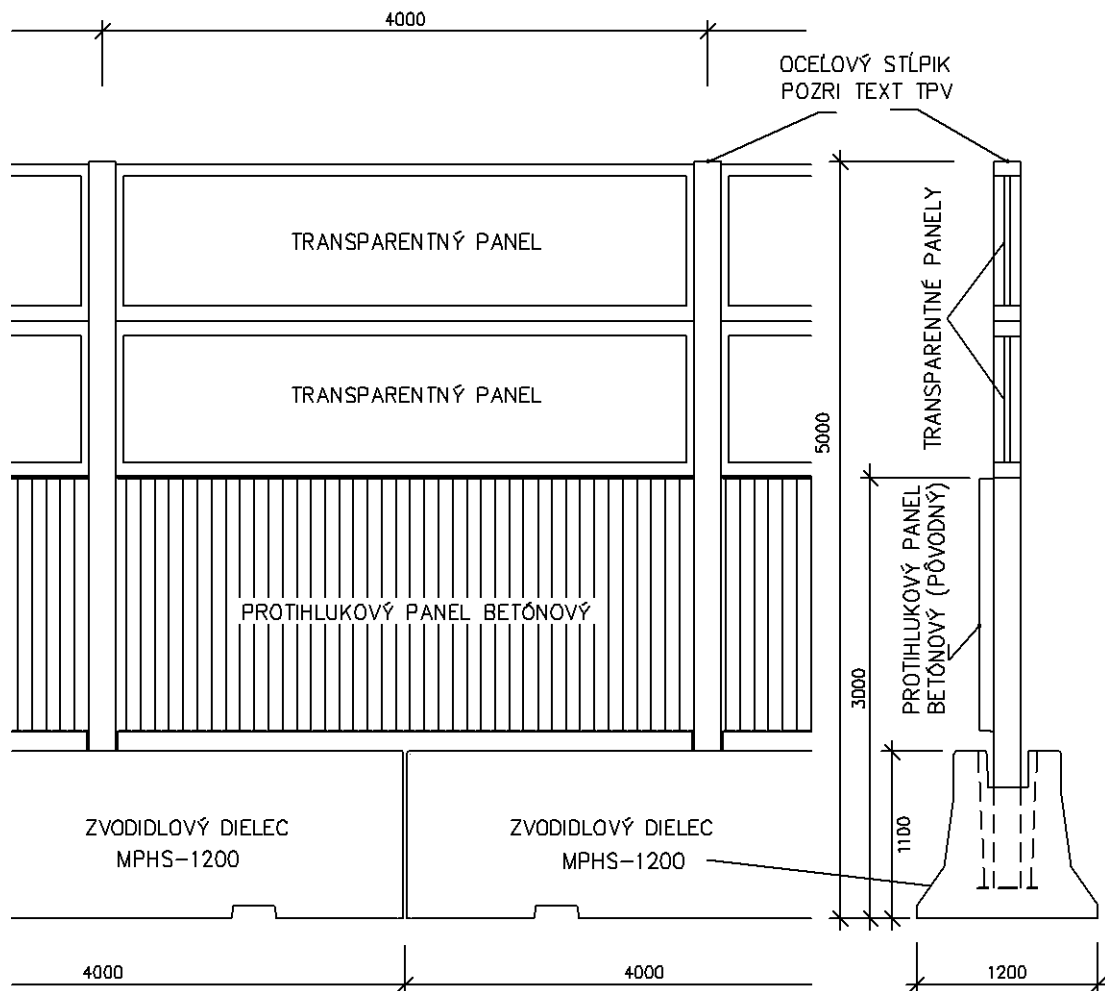 4000
OCEĽOVÝ STĹPIK
POZRI TEXT TPV
TRANSPARENTNÝ PANEL
TRANSPARENTNÝ PANEL
TRANSPARENTNÉ PANELY
5000
PROTIHLUKOVÝ PANEL BETÓNOVÝ
PROTIHLUKOVÝ PANEL
BETÓNOVÝ (PÔVODNÝ)
3000
1100
ZVODIDLOVÝ DIELEC
MPHS-1200
ZVODIDLOVÝ DIELEC
MPHS-1200
4000
4000
1200